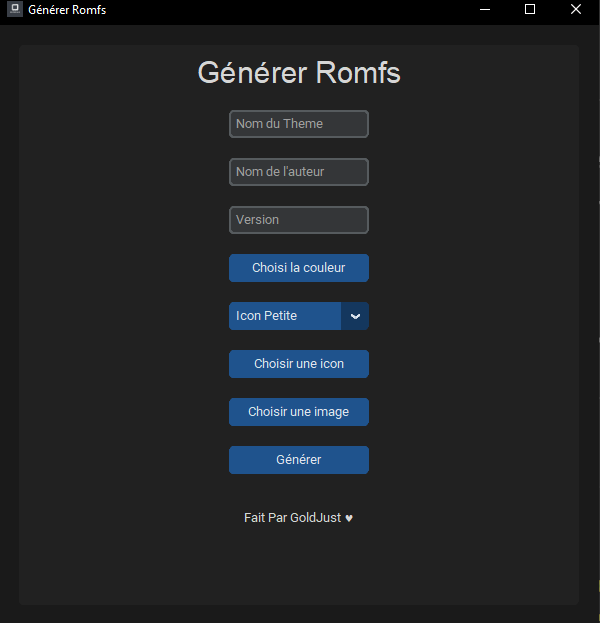 Générer Romfs
Générer Romfs
Nom du Theme
Nom de l'auteur
Version
Choisi la couleur
Icon Petite
Choisir une icon
Choisir une image
Générer
Fait Par GoldJust ♥